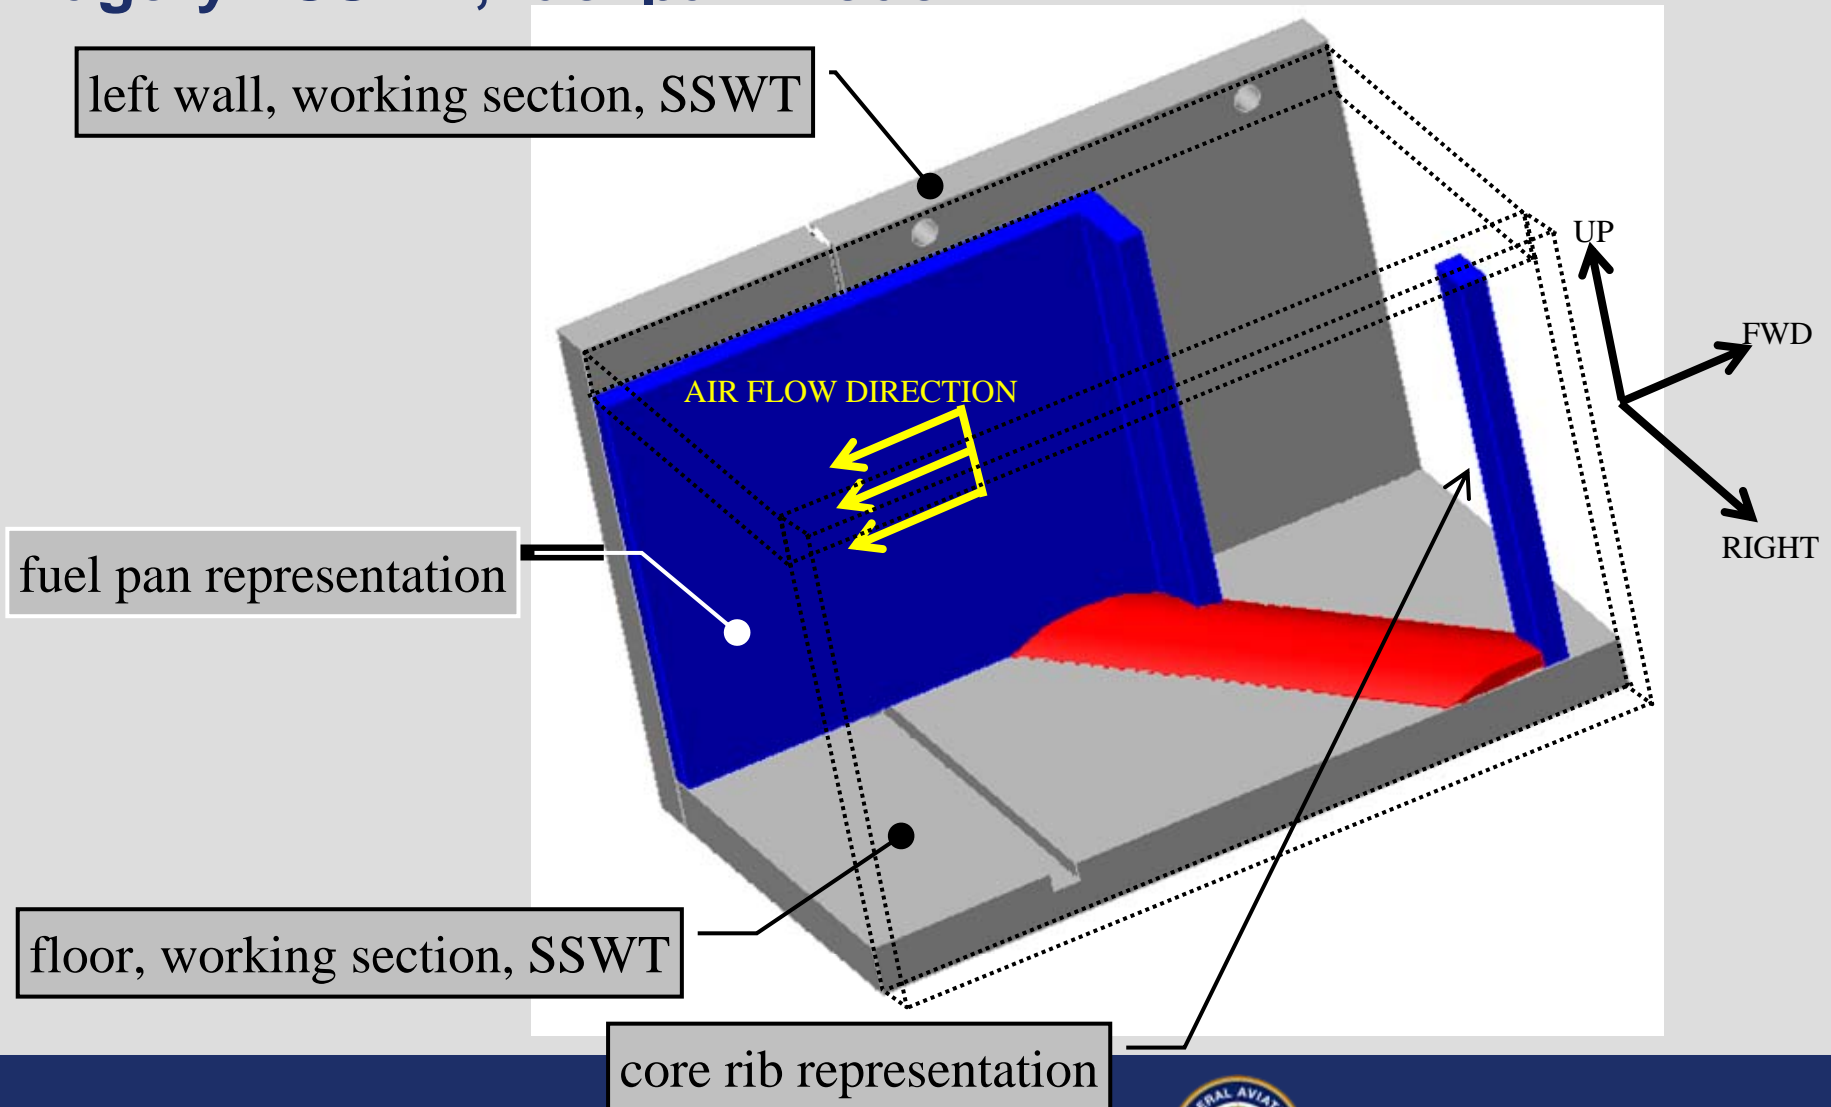 left wall, working section, SSWT
UP
FWD
AIR FLOW DIRECTION
RIGHT
fuel pan representation
floor, working section, SSWT
core rib representation